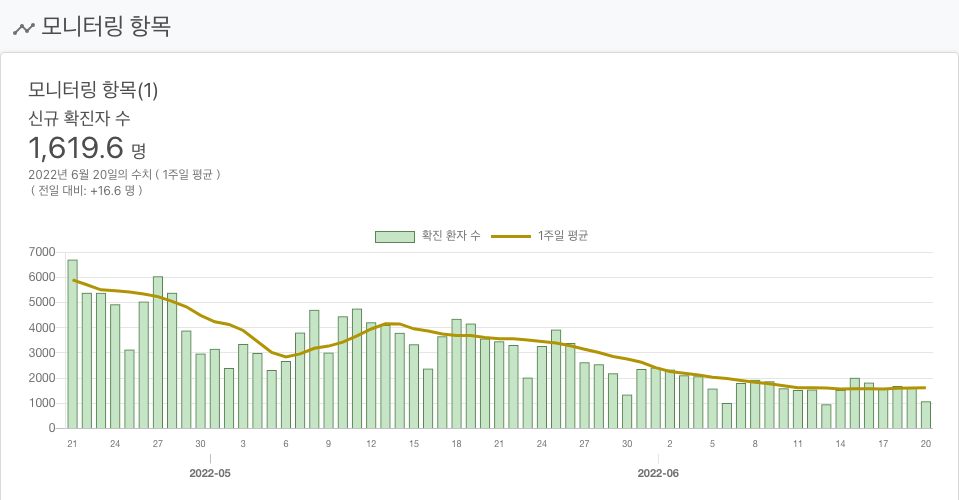 모니터링 항목
모니터링 항목(1)
신규 확진자 수
1,619.6 명
2022년 6월 20일의 수치 ( 1주일 평균 )
( 전일 대비: +16.6 명 )
확진 환자 수 1주일 평균
7000
6000
5000
4000
3000
2000
1000
0
21 24 27 30 3 6 9 12 15 18 21 24 27 30 2 5 8 11 14 17 20
2022-05 2022-06